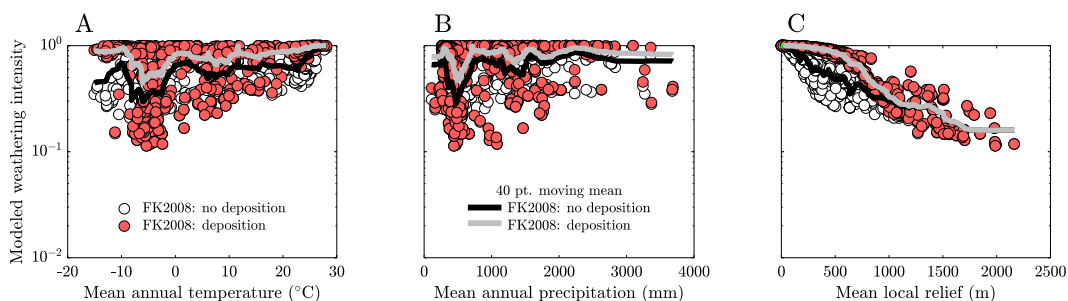 A
B
C
Modeled weathering intensity
10⁰
10⁻¹
10⁻²
FK2008: no deposition
FK2008: deposition
-20 -10 0 10 20 30
Mean annual temperature (°C)
40 pt. moving mean
FK2008: no deposition
FK2008: deposition
0 1000 2000 3000 4000
Mean annual precipitation (mm)
0 500 1000 1500 2000 2500
Mean local relief (m)